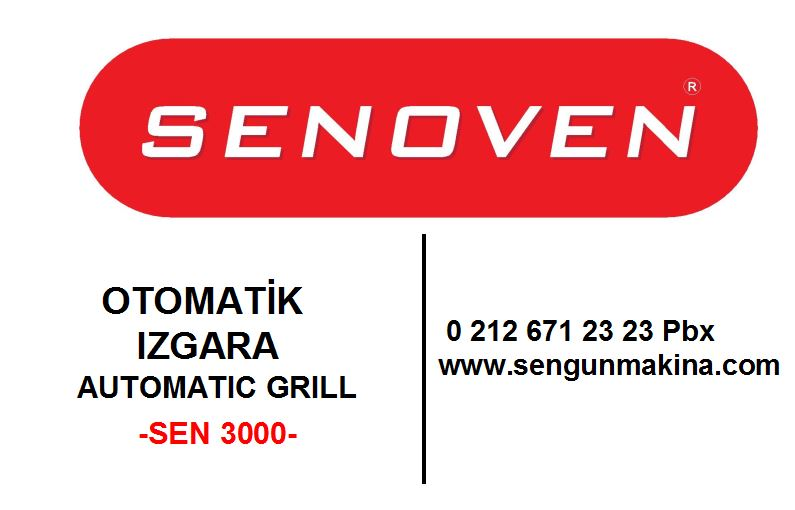 SENOVEN ®
OTOMATİK
IZGARA
AUTOMATIC GRILL
-SEN 3000-
0 212 671 23 23 Pbx
www.sengunmakina.com